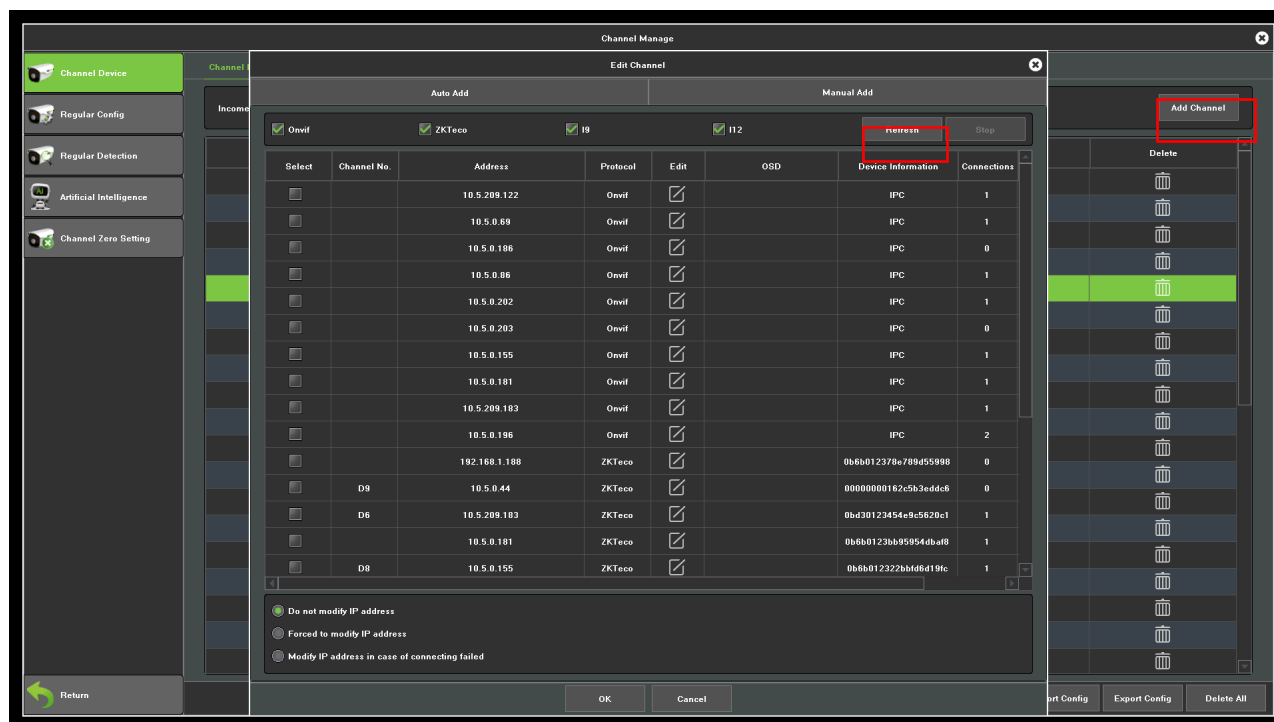 Channel Manage
Channel Device
Regular Config
Regular Detection
Artificial Intelligence
Channel Zero Setting
Return
Channel
Income
Add Channel
Delete
Edit Channel
Auto Add Manual Add
Onvif ZKTeco I9 I12 Refresh Stop
Select Channel No. Address Protocol Edit OSD Device Information Connections
10.5.209.122 Onvif IPC 1
10.5.0.69 Onvif IPC 1
10.5.0.186 Onvif IPC 0
10.5.0.86 Onvif IPC 1
10.5.0.202 Onvif IPC 1
10.5.0.203 Onvif IPC 0
10.5.0.155 Onvif IPC 1
10.5.0.181 Onvif IPC 1
10.5.209.183 Onvif IPC 1
10.5.0.196 Onvif IPC 2
192.168.1.188 ZKTeco 0b6b012378e789d55998 0
D9 10.5.0.44 ZKTeco 00000000162c5b3eddc6 0
D6 10.5.209.183 ZKTeco 0bd30123454e9c5620c1 1
10.5.0.181 ZKTeco 0b6b0123bb95954dbaf8 1
D8 10.5.0.155 ZKTeco 0b6b012322bbfd6d19fc 1
Do not modify IP address
Forced to modify IP address
Modify IP address in case of connecting failed
OK Cancel
ort Config Export Config Delete All